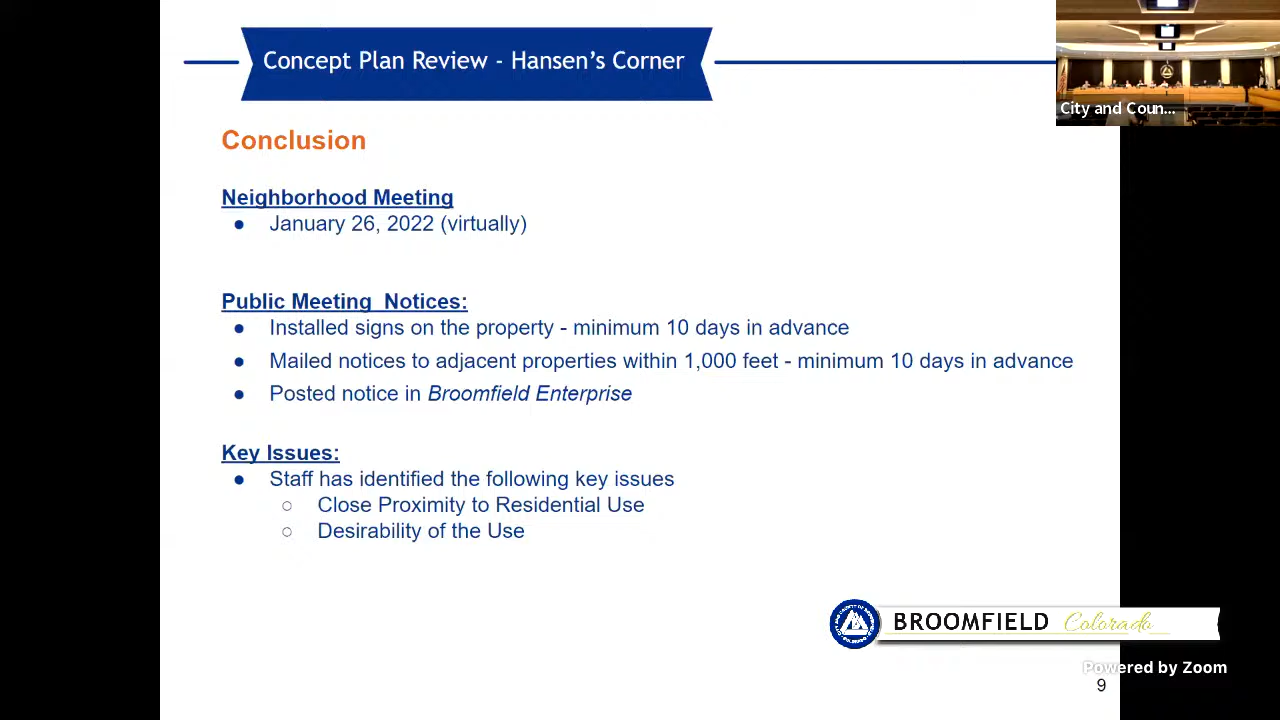 Concept Plan Review - Hansen's Corner
City and Coun...
Conclusion
Neighborhood Meeting
● January 26, 2022 (virtually)
Public Meeting  Notices:
● Installed signs on the property - minimum 10 days in advance
● Mailed notices to adjacent properties within 1,000 feet - minimum 10 days in advance
● Posted notice in Broomfield Enterprise
Key Issues:
● Staff has identified the following key issues
○ Close Proximity to Residential Use
○ Desirability of the Use
BROOMFIELD Colorado
Powered by Zoom
9